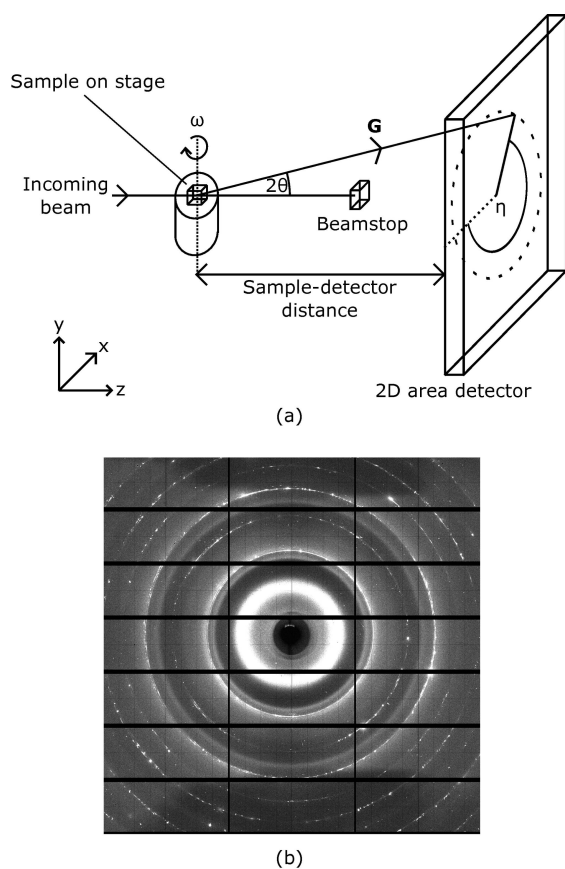 Sample on stage
ω
G
Incoming
beam
2θ
Beamstop
η
Sample-detector
distance
y
x
z
2D area detector
(a)
(b)